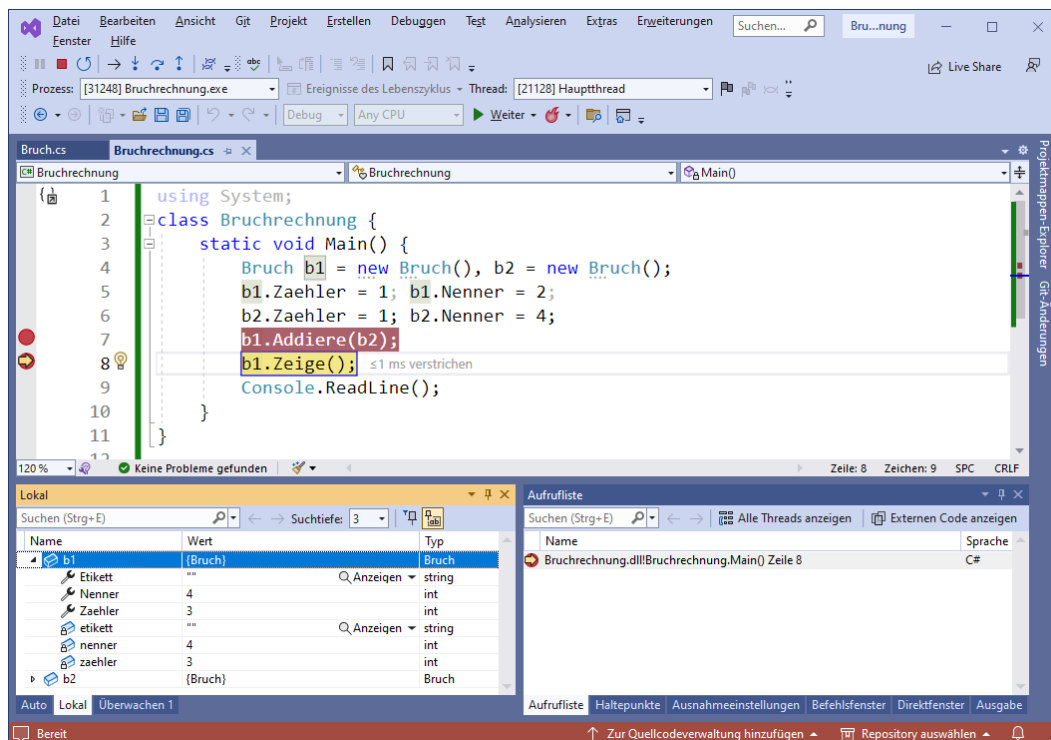 Datei Bearbeiten Ansicht Git Projekt Erstellen Debuggen Test Analysieren Extras Erweiterungen Suchen... Bru...nung
Fenster Hilfe
abc Live Share
Prozess: [31248] Bruchrechnung.exe Ereignisse des Lebenszyklus Thread: [21128] Hauptthread
Debug Any CPU Weiter
Bruch.cs Bruchrechnung.cs
C# Bruchrechnung Bruchrechnung Main()
1 using System;
2 class Bruchrechnung {
3 static void Main() {
4 Bruch b1 = new Bruch(), b2 = new Bruch();
5 b1.Zaehler = 1; b1.Nenner = 2;
6 b2.Zaehler = 1; b2.Nenner = 4;
7 b1.Addiere(b2);
8 b1.Zeige(); ≤1 ms verstrichen
9 Console.ReadLine();
10 }
11 }
12
120 % Keine Probleme gefunden Zeile: 8 Zeichen: 9 SPC CRLF
Projektmappen-Explorer
Git-Änderungen
Lokal
Suchen (Strg+E) Suchtiefe: 3 ab
Name Wert Typ
b1 {Bruch} Bruch
Etikett "" Anzeigen string
Nenner 4 int
Zaehler 3 int
etikett "" Anzeigen string
nenner 4 int
zaehler 3 int
b2 {Bruch} Bruch
Auto Lokal Überwachen 1
Aufrufliste
Suchen (Strg+E) Alle Threads anzeigen Externen Code anzeigen
Name Sprache
Bruchrechnung.dll!Bruchrechnung.Main() Zeile 8 C#
Aufrufliste Haltepunkte Ausnahmeeinstellungen Befehlsfenster Direktfenster Ausgabe
Bereit Zur Quellcodeverwaltung hinzufügen Repository auswählen